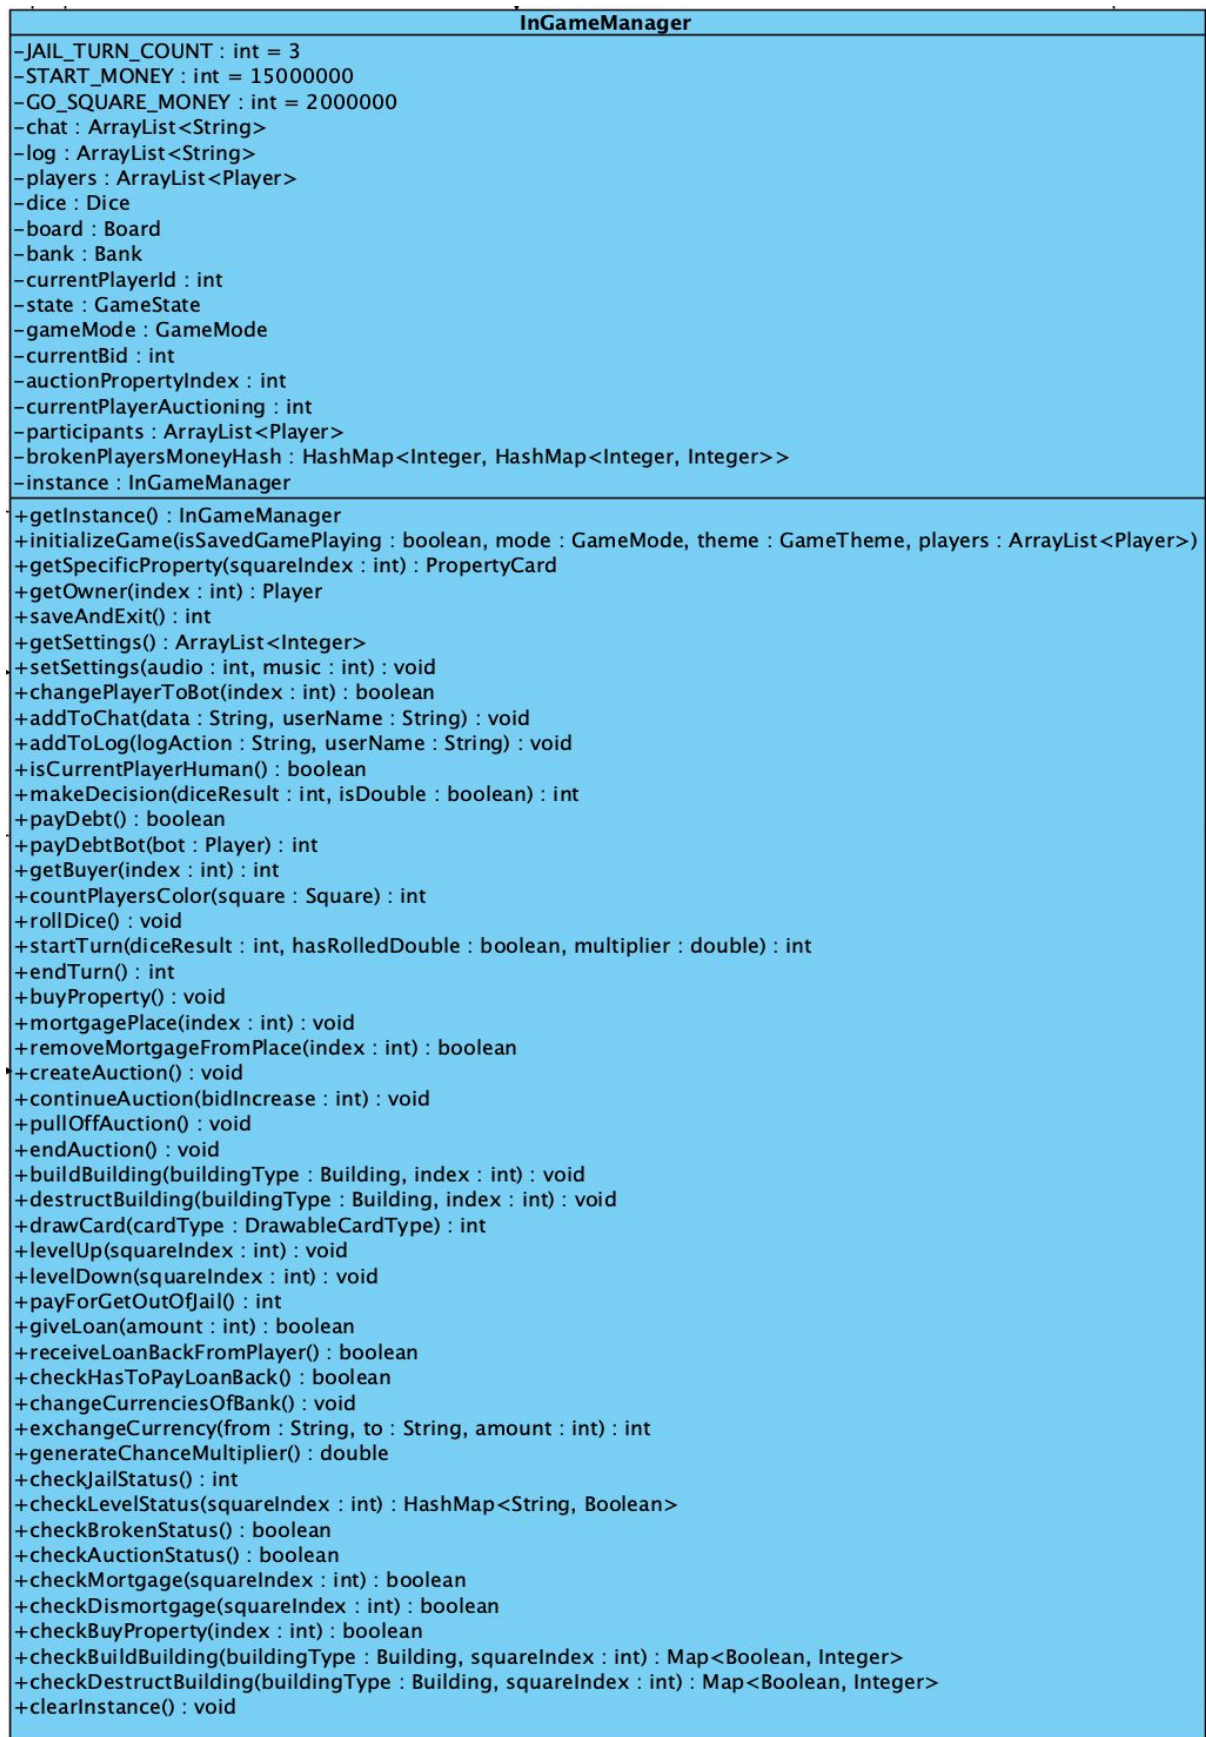 InGameManager
-JAIL_TURN_COUNT : int = 3
-START_MONEY : int = 15000000
-GO_SQUARE_MONEY : int = 2000000
-chat : ArrayList<String>
-log : ArrayList<String>
-players : ArrayList<Player>
-dice : Dice
-board : Board
-bank : Bank
-currentPlayerId : int
-state : GameState
-gameMode : GameMode
-currentBid : int
-auctionPropertyIndex : int
-currentPlayerAuctioning : int
-participants : ArrayList<Player>
-brokenPlayersMoneyHash : HashMap<Integer, HashMap<Integer, Integer>>
-instance : InGameManager
+getInstance() : InGameManager
+initializeGame(isSavedGamePlaying : boolean, mode : GameMode, theme : GameTheme, players : ArrayList<Player>)
+getSpecificProperty(squareIndex : int) : PropertyCard
+getOwner(index : int) : Player
+saveAndExit() : int
+getSettings() : ArrayList<Integer>
+setSettings(audio : int, music : int) : void
+changePlayerToBot(index : int) : boolean
+addToChat(data : String, userName : String) : void
+addToLog(logAction : String, userName : String) : void
+isCurrentPlayerHuman() : boolean
+makeDecision(diceResult : int, isDouble : boolean) : int
+payDebt() : boolean
+payDebtBot(bot : Player) : int
+getBuyer(index : int) : int
+countPlayersColor(square : Square) : int
+rollDice() : void
+startTurn(diceResult : int, hasRolledDouble : boolean, multiplier : double) : int
+endTurn() : int
+buyProperty() : void
+mortgagePlace(index : int) : void
+removeMortgageFromPlace(index : int) : boolean
+createAuction() : void
+continueAuction(bidIncrease : int) : void
+pullOffAuction() : void
+endAuction() : void
+buildBuilding(buildingType : Building, index : int) : void
+destructBuilding(buildingType : Building, index : int) : void
+drawCard(cardType : DrawableCardType) : int
+levelUp(squareIndex : int) : void
+levelDown(squareIndex : int) : void
+payForGetOutOfJail() : int
+giveLoan(amount : int) : boolean
+receiveLoanBackFromPlayer() : boolean
+checkHasToPayLoanBack() : boolean
+changeCurrenciesOfBank() : void
+exchangeCurrency(from : String, to : String, amount : int) : int
+generateChanceMultiplier() : double
+checkJailStatus() : int
+checkLevelStatus(squareIndex : int) : HashMap<String, Boolean>
+checkBrokenStatus() : boolean
+checkAuctionStatus() : boolean
+checkMortgage(squareIndex : int) : boolean
+checkDismortgage(squareIndex : int) : boolean
+checkBuyProperty(index : int) : boolean
+checkBuildBuilding(buildingType : Building, squareIndex : int) : Map<Boolean, Integer>
+checkDestructBuilding(buildingType : Building, squareIndex : int) : Map<Boolean, Integer>
+clearInstance() : void